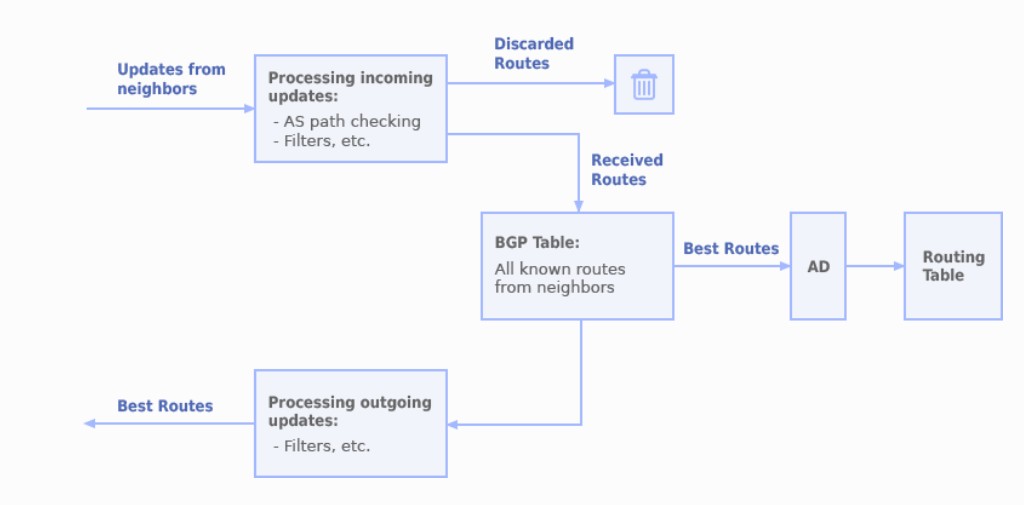 Discarded
Routes
Updates from
neighbors
Processing incoming
updates:
- AS path checking
- Filters, etc.
Received
Routes
BGP Table:
All known routes
from neighbors
Best Routes
AD
Routing
Table
Best Routes
Processing outgoing
updates:
- Filters, etc.